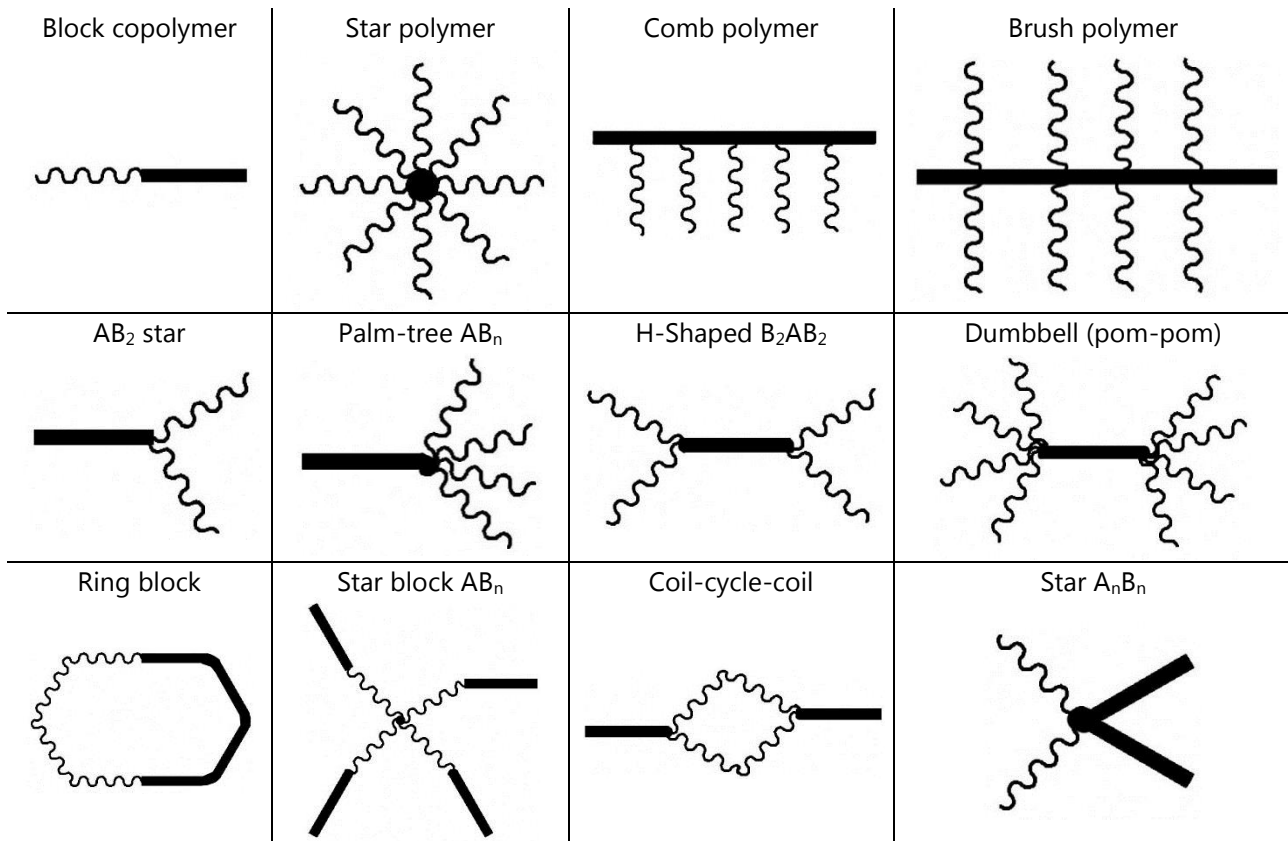 Block copolymer
Star polymer
Comb polymer
Brush polymer
AB₂ star
Palm-tree ABₙ
H-Shaped B₂AB₂
Dumbbell (pom-pom)
Ring block
Star block ABₙ
Coil-cycle-coil
Star AₙBₙ